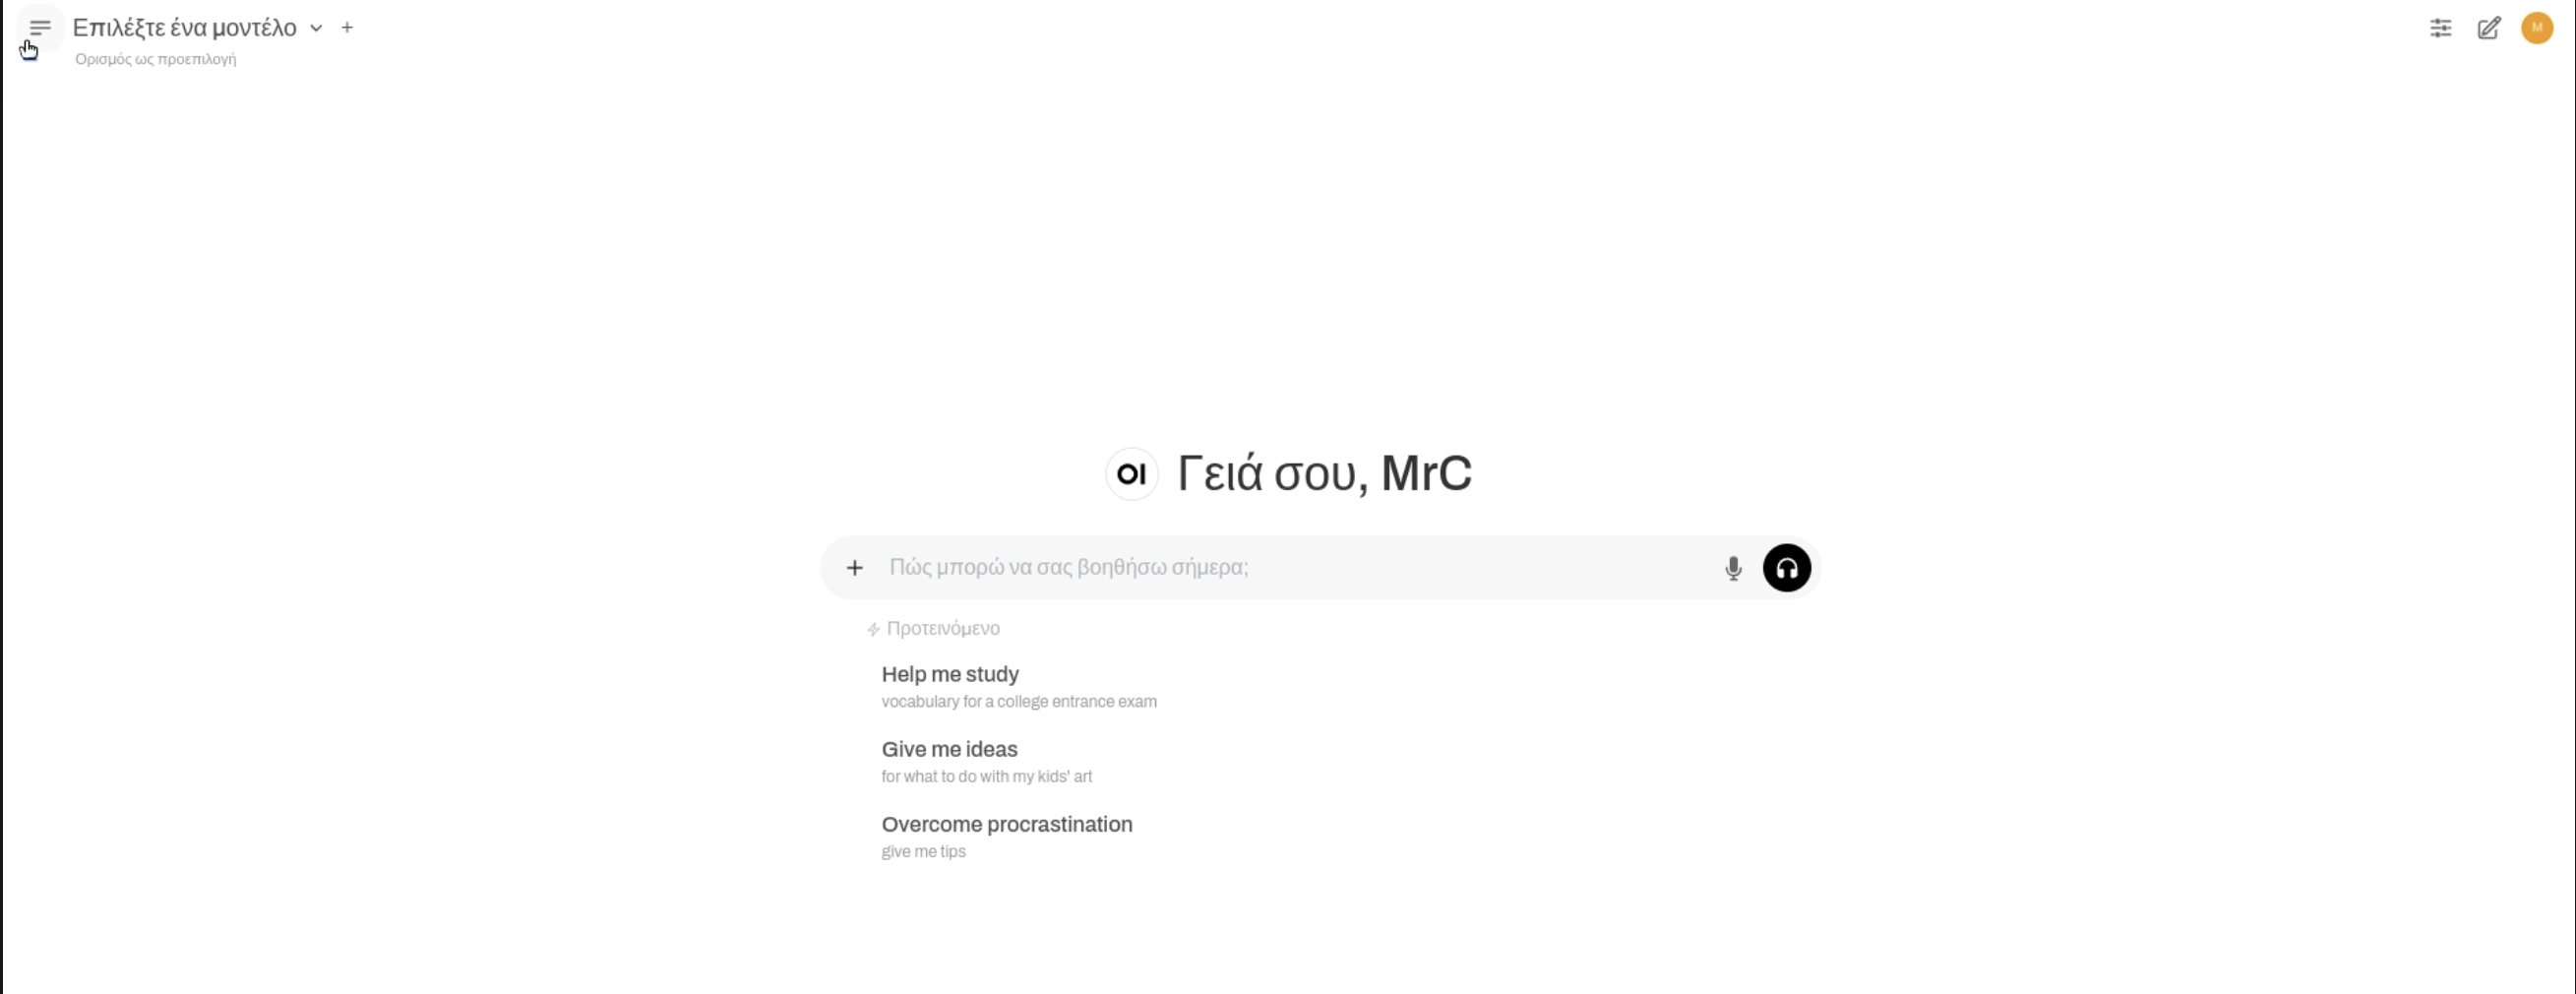 Επιλέξτε ένα μοντέλο
M
Ορισμός ως προεπιλογή
OI Γειά σου, MrC
Πώς μπορώ να σας βοηθήσω σήμερα;
Προτεινόμενο
Help me study
vocabulary for a college entrance exam
Give me ideas
for what to do with my kids' art
Overcome procrastination
give me tips